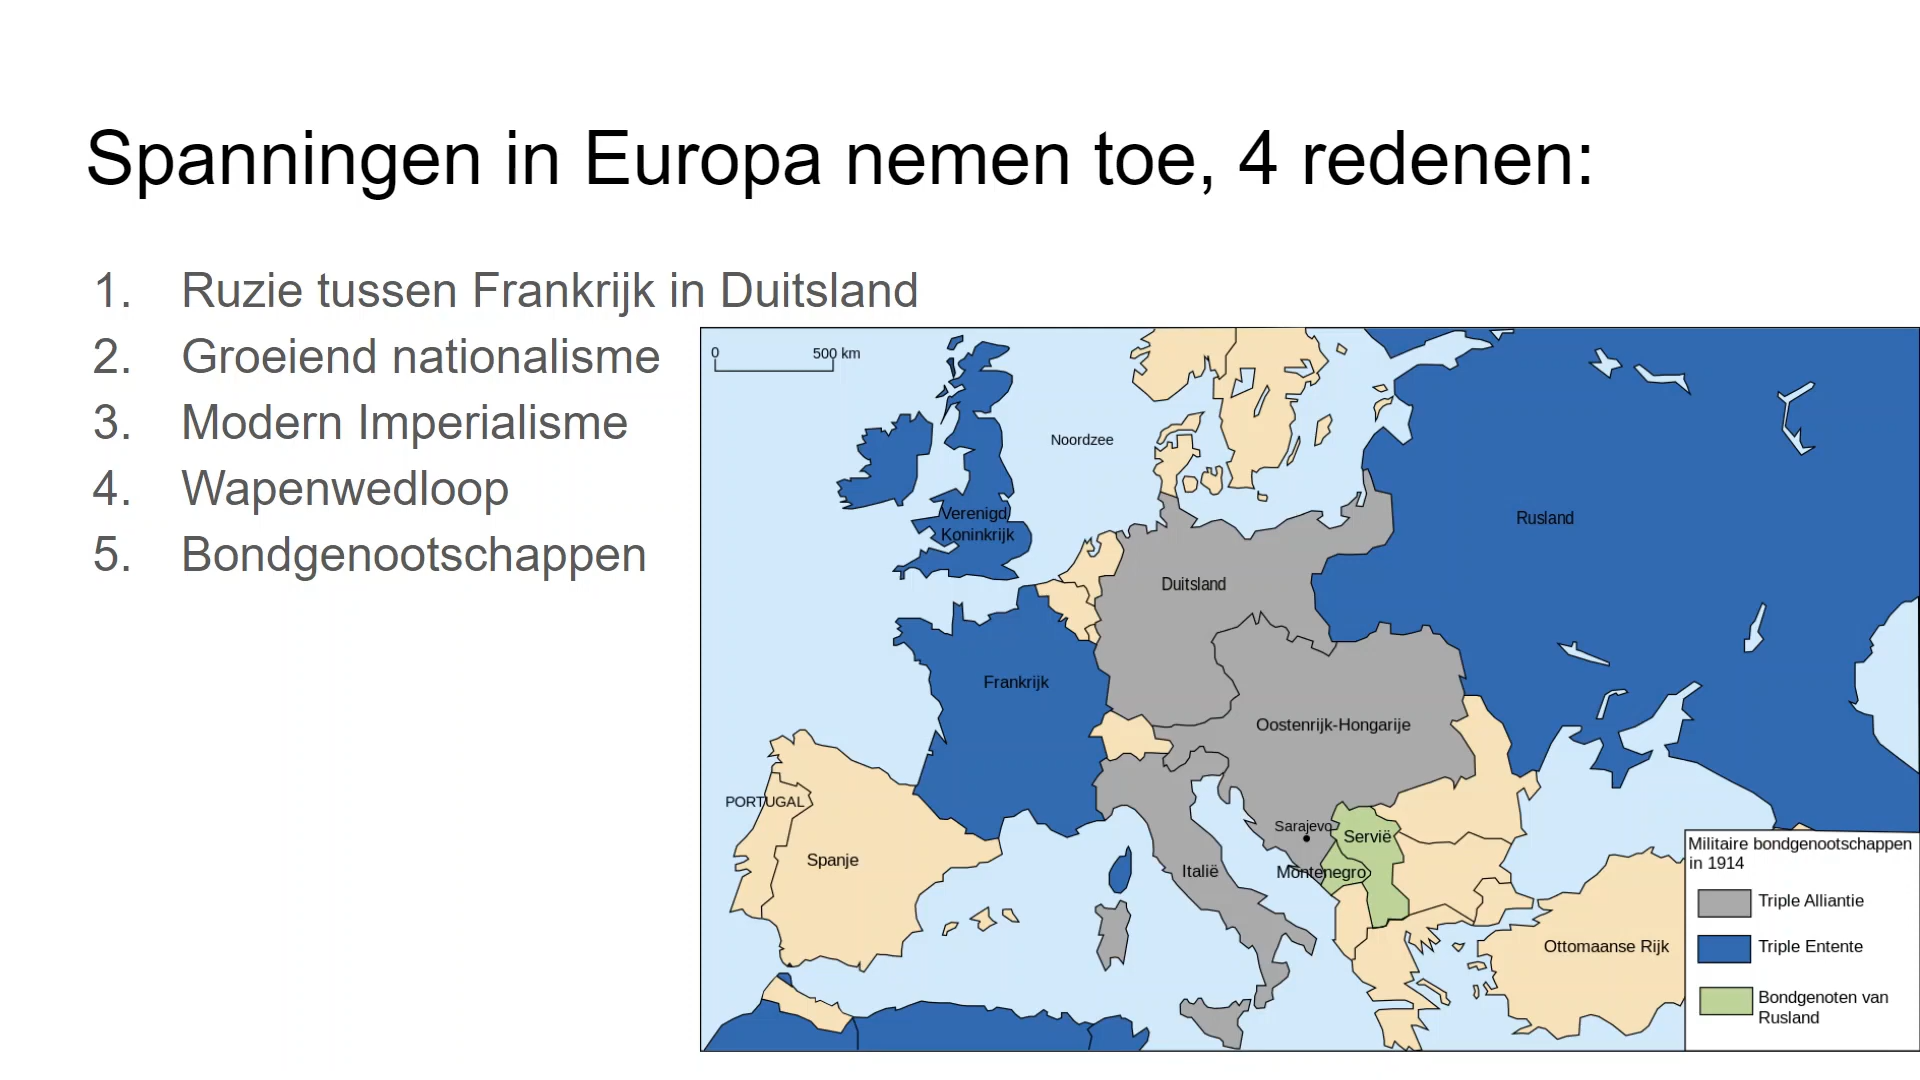 Spanningen in Europa nemen toe, 4 redenen:
1. Ruzie tussen Frankrijk in Duitsland
2. Groeiend nationalisme
3. Modern Imperialisme
4. Wapenwedloop
5. Bondgenootschappen
0 500 km
Noordzee
Verenigd
Koninkrijk
Rusland
Duitsland
Frankrijk
Oostenrijk-Hongarije
PORTUGAL
Spanje
Sarajevo
Servië
Montenegro
Italië
Ottomaanse Rijk
Militaire bondgenootschappen
in 1914
Triple Alliantie
Triple Entente
Bondgenoten van
Rusland